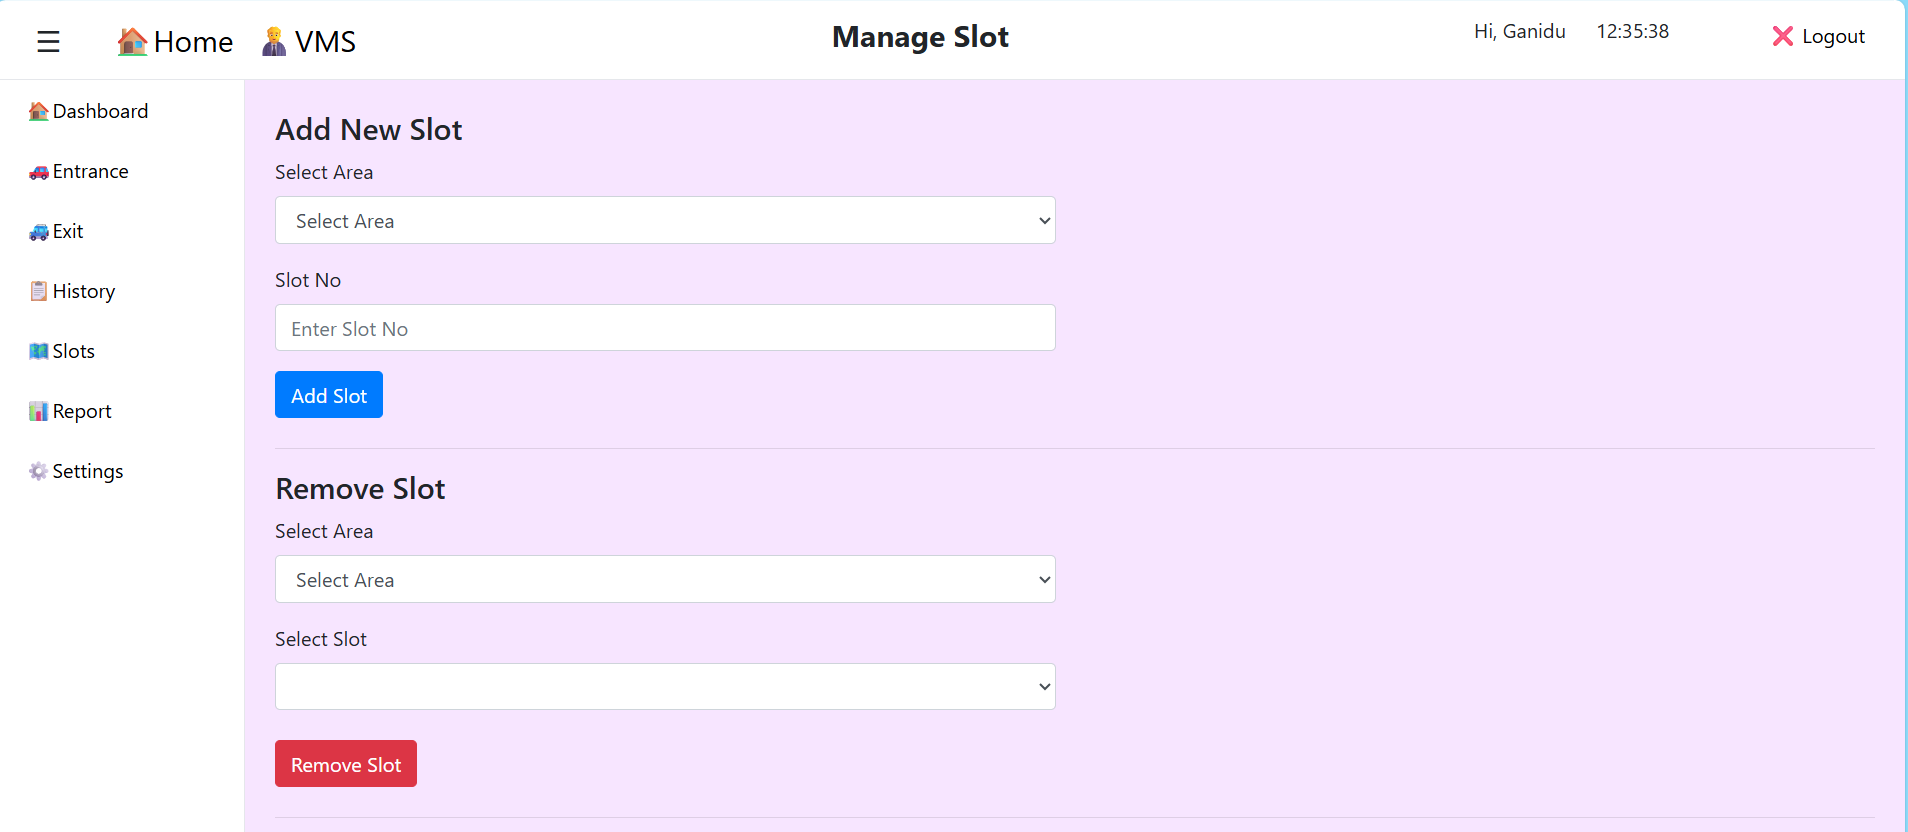 ☰ 🏠Home 👨‍💼VMS Manage Slot Hi, Ganidu 12:35:38 ❌ Logout
🏠Dashboard
🚗Entrance
🚙Exit
📋History
🗺️Slots
📊Report
⚙️Settings
Add New Slot
Select Area
Select Area
Slot No
Enter Slot No
Add Slot
Remove Slot
Select Area
Select Area
Select Slot
Remove Slot